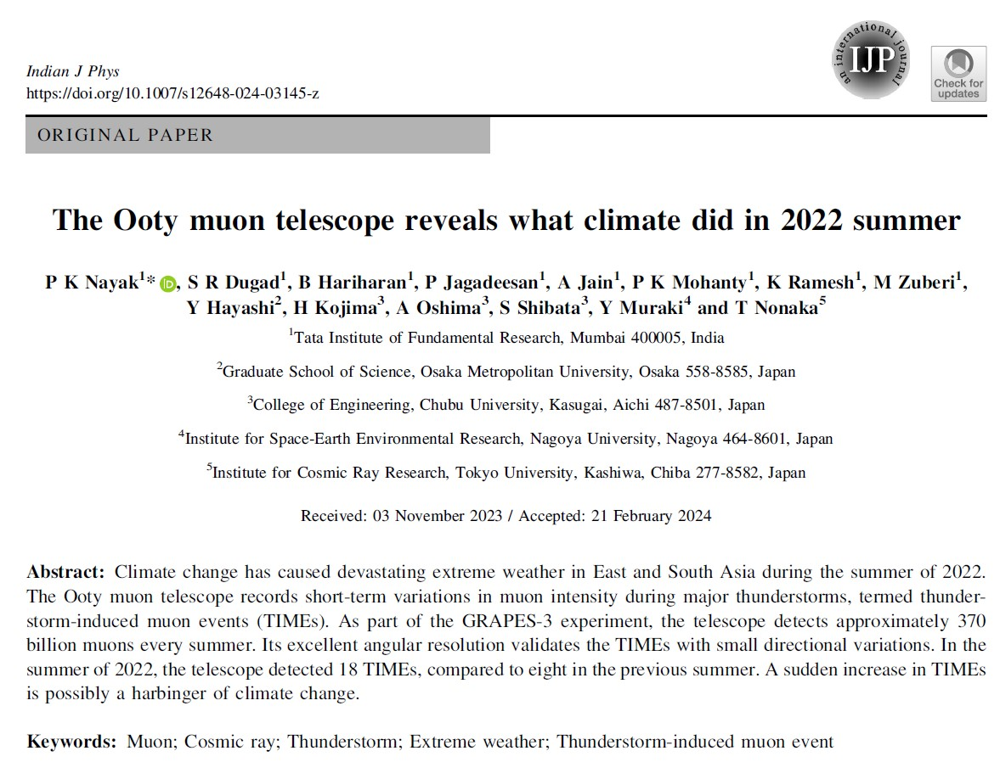 an international journal
IJP
Indian J Phys
https://doi.org/10.1007/s12648-024-03145-z
Check for
updates
ORIGINAL PAPER
The Ooty muon telescope reveals what climate did in 2022 summer
P K Nayak1* iD, S R Dugad1, B Hariharan1, P Jagadeesan1, A Jain1, P K Mohanty1, K Ramesh1, M Zuberi1,
Y Hayashi2, H Kojima3, A Oshima3, S Shibata3, Y Muraki4 and T Nonaka5
1Tata Institute of Fundamental Research, Mumbai 400005, India
2Graduate School of Science, Osaka Metropolitan University, Osaka 558-8585, Japan
3College of Engineering, Chubu University, Kasugai, Aichi 487-8501, Japan
4Institute for Space-Earth Environmental Research, Nagoya University, Nagoya 464-8601, Japan
5Institute for Cosmic Ray Research, Tokyo University, Kashiwa, Chiba 277-8582, Japan
Received: 03 November 2023 / Accepted: 21 February 2024
Abstract: Climate change has caused devastating extreme weather in East and South Asia during the summer of 2022.
The Ooty muon telescope records short-term variations in muon intensity during major thunderstorms, termed thunder-
storm-induced muon events (TIMEs). As part of the GRAPES-3 experiment, the telescope detects approximately 370
billion muons every summer. Its excellent angular resolution validates the TIMEs with small directional variations. In the
summer of 2022, the telescope detected 18 TIMEs, compared to eight in the previous summer. A sudden increase in TIMEs
is possibly a harbinger of climate change.
Keywords: Muon; Cosmic ray; Thunderstorm; Extreme weather; Thunderstorm-induced muon event